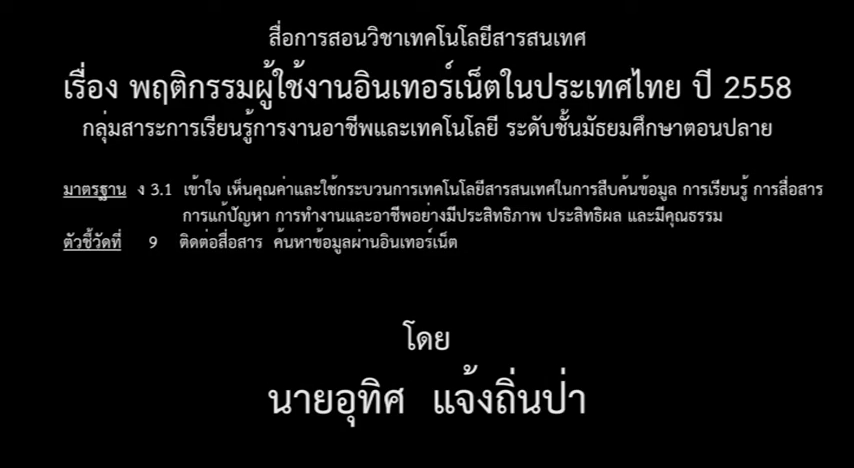 สื่อการสอนวิชาเทคโนโลยีสารสนเทศ
เรื่อง พฤติกรรมผู้ใช้งานอินเทอร์เน็ตในประเทศไทย ปี 2558
กลุ่มสาระการเรียนรู้การงานอาชีพและเทคโนโลยี ระดับชั้นมัธยมศึกษาตอนปลาย
มาตรฐาน ง 3.1 เข้าใจ เห็นคุณค่าและใช้กระบวนการเทคโนโลยีสารสนเทศในการสืบค้นข้อมูล การเรียนรู้ การสื่อสาร
การแก้ปัญหา การทำงานและอาชีพอย่างมีประสิทธิภาพ ประสิทธิผล และมีคุณธรรม
ตัวชี้วัดที่ 9 ติดต่อสื่อสาร ค้นหาข้อมูลผ่านอินเทอร์เน็ต
โดย
นายอุทิศ แจ้งถิ่นป่า